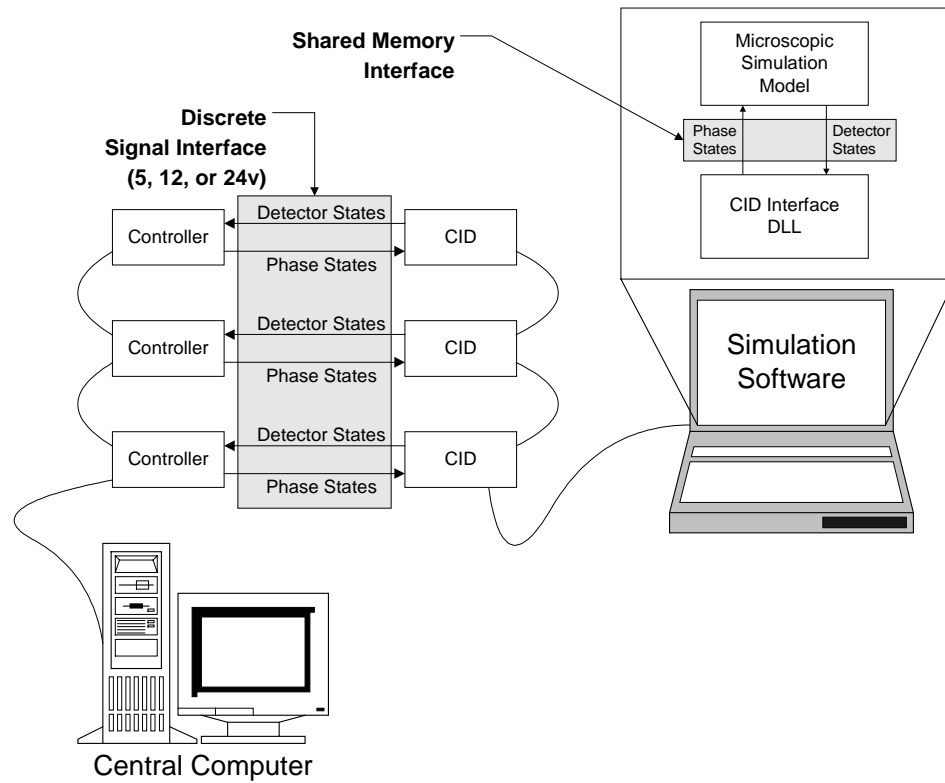 Shared Memory
Interface
Microscopic
Simulation
Model
Phase
States
Detector
States
CID Interface
DLL
Discrete
Signal Interface
(5, 12, or 24v)
Controller
Detector States
Phase States
CID
Controller
Detector States
Phase States
CID
Controller
Detector States
Phase States
CID
Simulation
Software
Central Computer